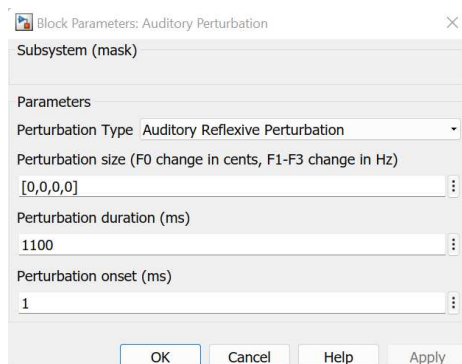 Block Parameters: Auditory Perturbation
Subsystem (mask)
Parameters
Perturbation Type Auditory Reflexive Perturbation
Perturbation size (F0 change in cents, F1-F3 change in Hz)
[0,0,0,0]
Perturbation duration (ms)
1100
Perturbation onset (ms)
1
OK Cancel Help Apply